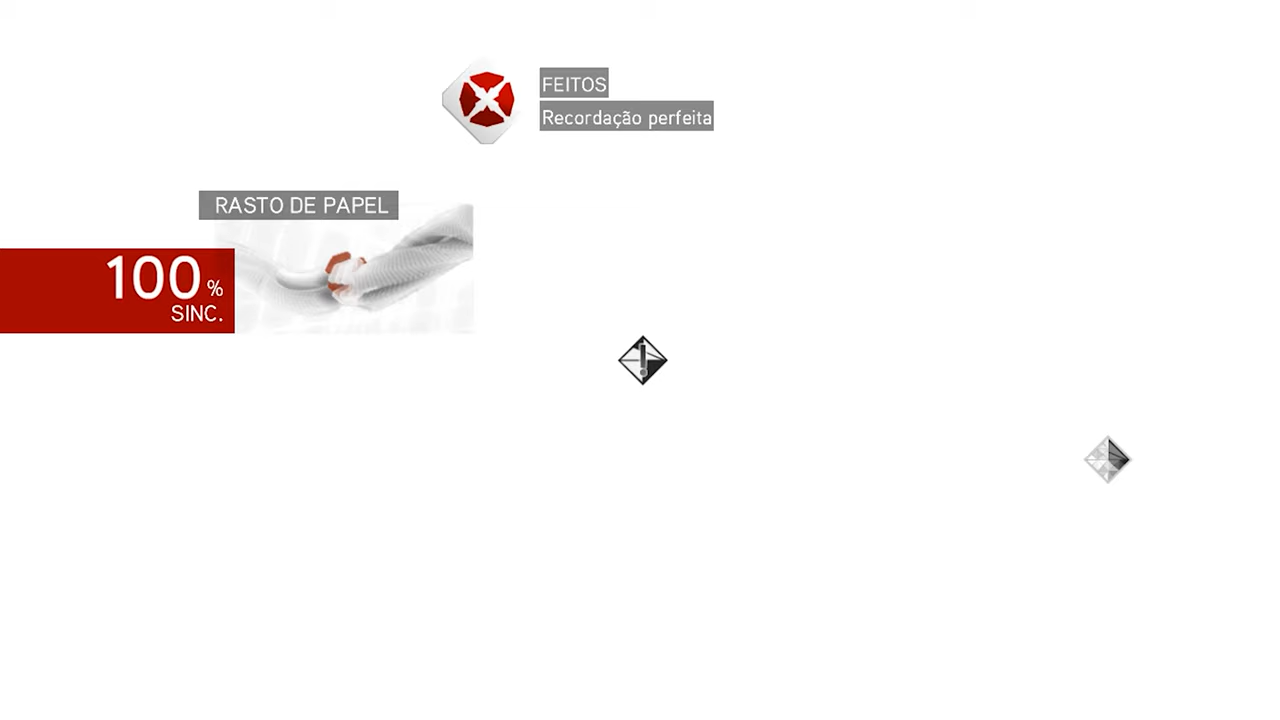 FEITOS
Recordação perfeita
RASTO DE PAPEL
100 %
SINC.